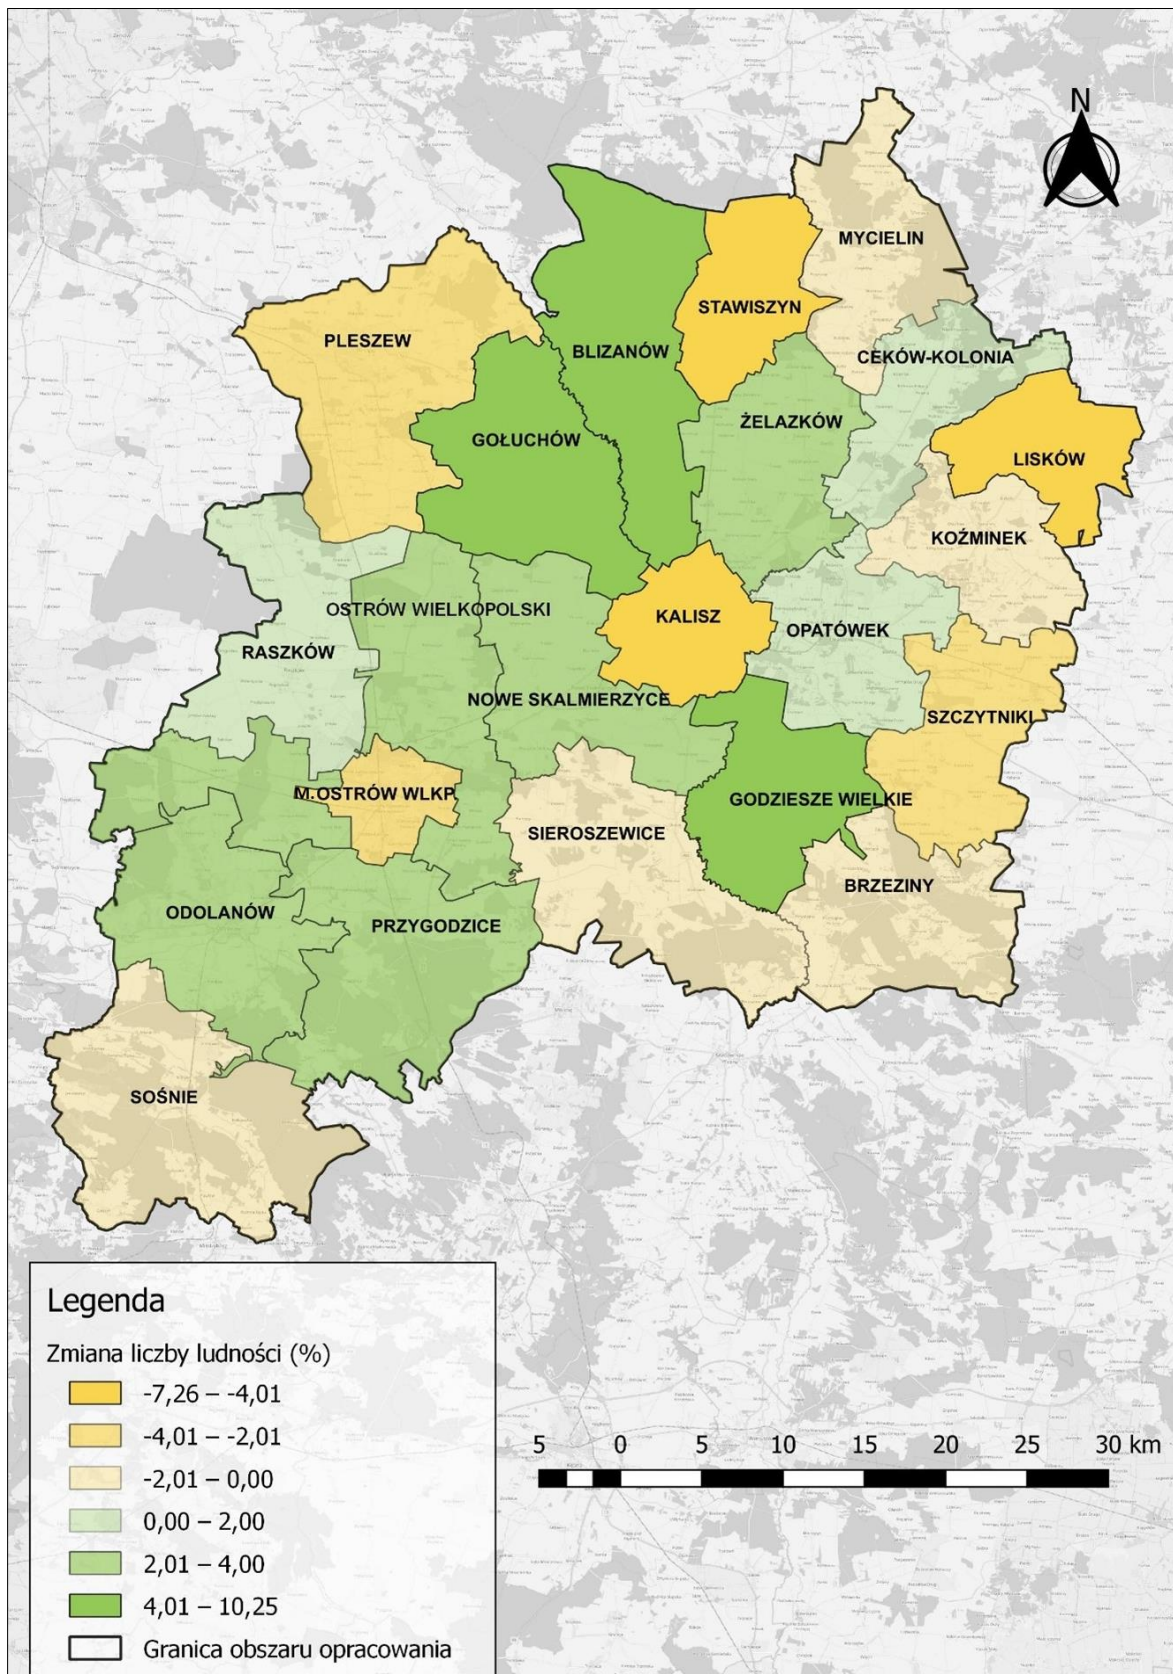 N
MYCIELIN
STAWISZYN
PLESZEW
BLIZANÓW
CEKÓW-KOLONIA
ŻELAZKÓW
GOŁUCHÓW
LISKÓW
KOŹMINEK
OSTRÓW WIELKOPOLSKI
KALISZ
OPATÓWEK
RASZKÓW
NOWE SKALMIERZYCE
SZCZYTNIKI
M.OSTRÓW WLKP
GODZIESZE WIELKIE
SIEROSZEWICE
BRZEZINY
ODOLANÓW
PRZYGODZICE
SOŚNIE
Legenda
Zmiana liczby ludności (%)
-7,26 – -4,01
-4,01 – -2,01
-2,01 – 0,00
0,00 – 2,00
2,01 – 4,00
4,01 – 10,25
Granica obszaru opracowania
5 0 5 10 15 20 25 30 km